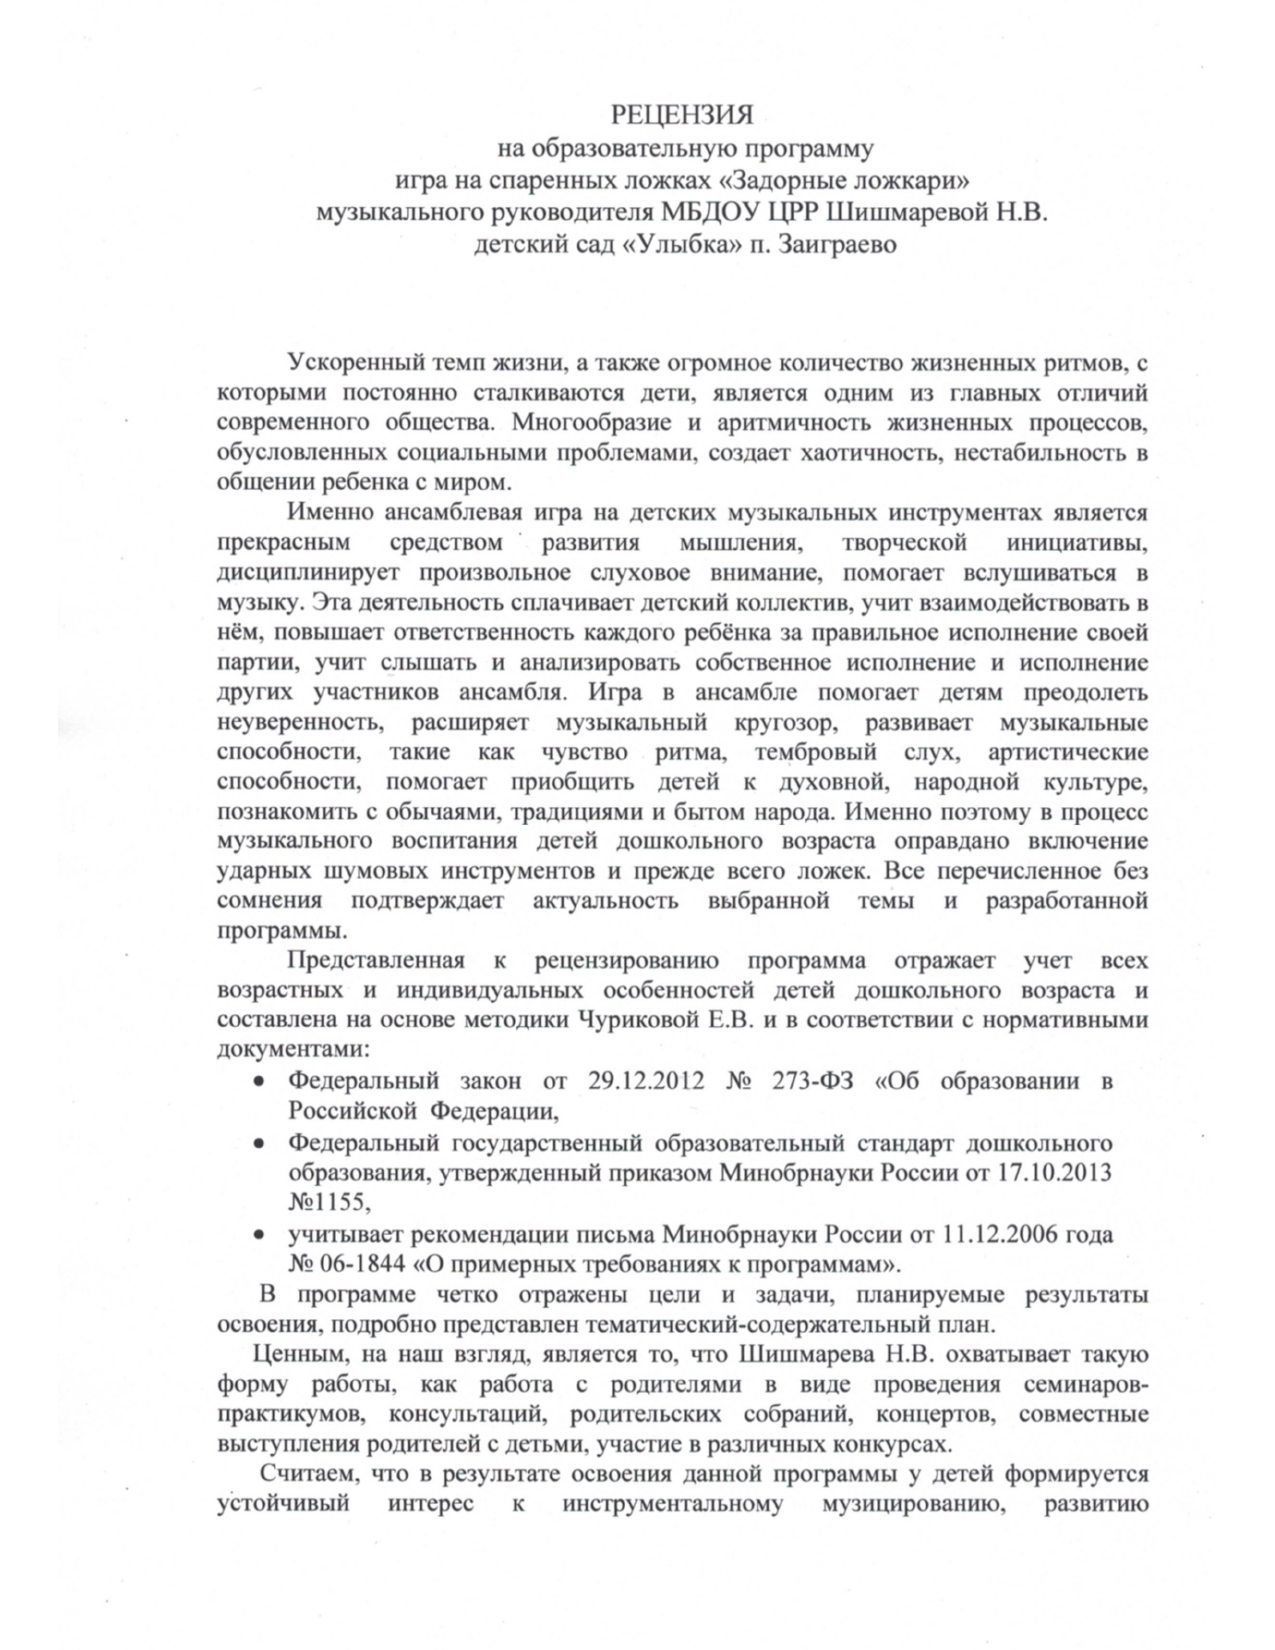 РЕЦЕНЗИЯ
на образовательную программу
игра на спаренных ложках «Задорные ложкари»
музыкального руководителя МБДОУ ЦРР Шишмаревой Н.В.
детский сад «Улыбка» п. Заиграево
Ускоренный темп жизни, а также огромное количество жизненных ритмов, с
которыми постоянно сталкиваются дети, является одним из главных отличий
современного общества. Многообразие и аритмичность жизненных процессов,
обусловленных социальными проблемами, создает хаотичность, нестабильность в
общении ребенка с миром.
Именно ансамблевая игра на детских музыкальных инструментах является
прекрасным средством развития мышления, творческой инициативы,
дисциплинирует произвольное слуховое внимание, помогает вслушиваться в
музыку. Эта деятельность сплачивает детский коллектив, учит взаимодействовать в
нём, повышает ответственность каждого ребёнка за правильное исполнение своей
партии, учит слышать и анализировать собственное исполнение и исполнение
других участников ансамбля. Игра в ансамбле помогает детям преодолеть
неуверенность, расширяет музыкальный кругозор, развивает музыкальные
способности, такие как чувство ритма, тембровый слух, артистические
способности, помогает приобщить детей к духовной, народной культуре,
познакомить с обычаями, традициями и бытом народа. Именно поэтому в процесс
музыкального воспитания детей дошкольного возраста оправдано включение
ударных шумовых инструментов и прежде всего ложек. Все перечисленное без
сомнения подтверждает актуальность выбранной темы и разработанной
программы.
Представленная к рецензированию программа отражает учет всех
возрастных и индивидуальных особенностей детей дошкольного возраста и
составлена на основе методики Чуриковой Е.В. и в соответствии с нормативными
документами:
• Федеральный закон от 29.12.2012 № 273-ФЗ «Об образовании в
Российской Федерации,
• Федеральный государственный образовательный стандарт дошкольного
образования, утвержденный приказом Минобрнауки России от 17.10.2013
№1155,
• учитывает рекомендации письма Минобрнауки России от 11.12.2006 года
№ 06-1844 «О примерных требованиях к программам».
В программе четко отражены цели и задачи, планируемые результаты
освоения, подробно представлен тематический-содержательный план.
Ценным, на наш взгляд, является то, что Шишмарева Н.В. охватывает такую
форму работы, как работа с родителями в виде проведения семинаров-
практикумов, консультаций, родительских собраний, концертов, совместные
выступления родителей с детьми, участие в различных конкурсах.
Считаем, что в результате освоения данной программы у детей формируется
устойчивый интерес к инструментальному музицированию, развитию